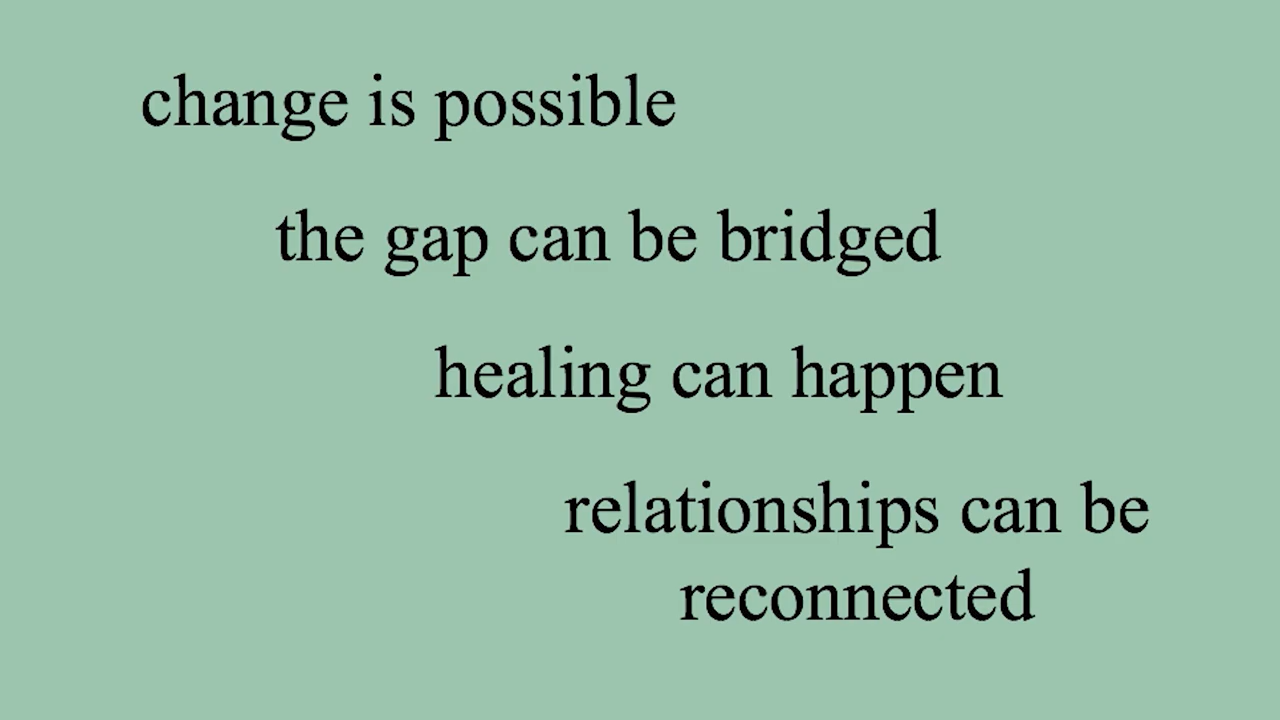 change is possible
the gap can be bridged
healing can happen
relationships can be
reconnected